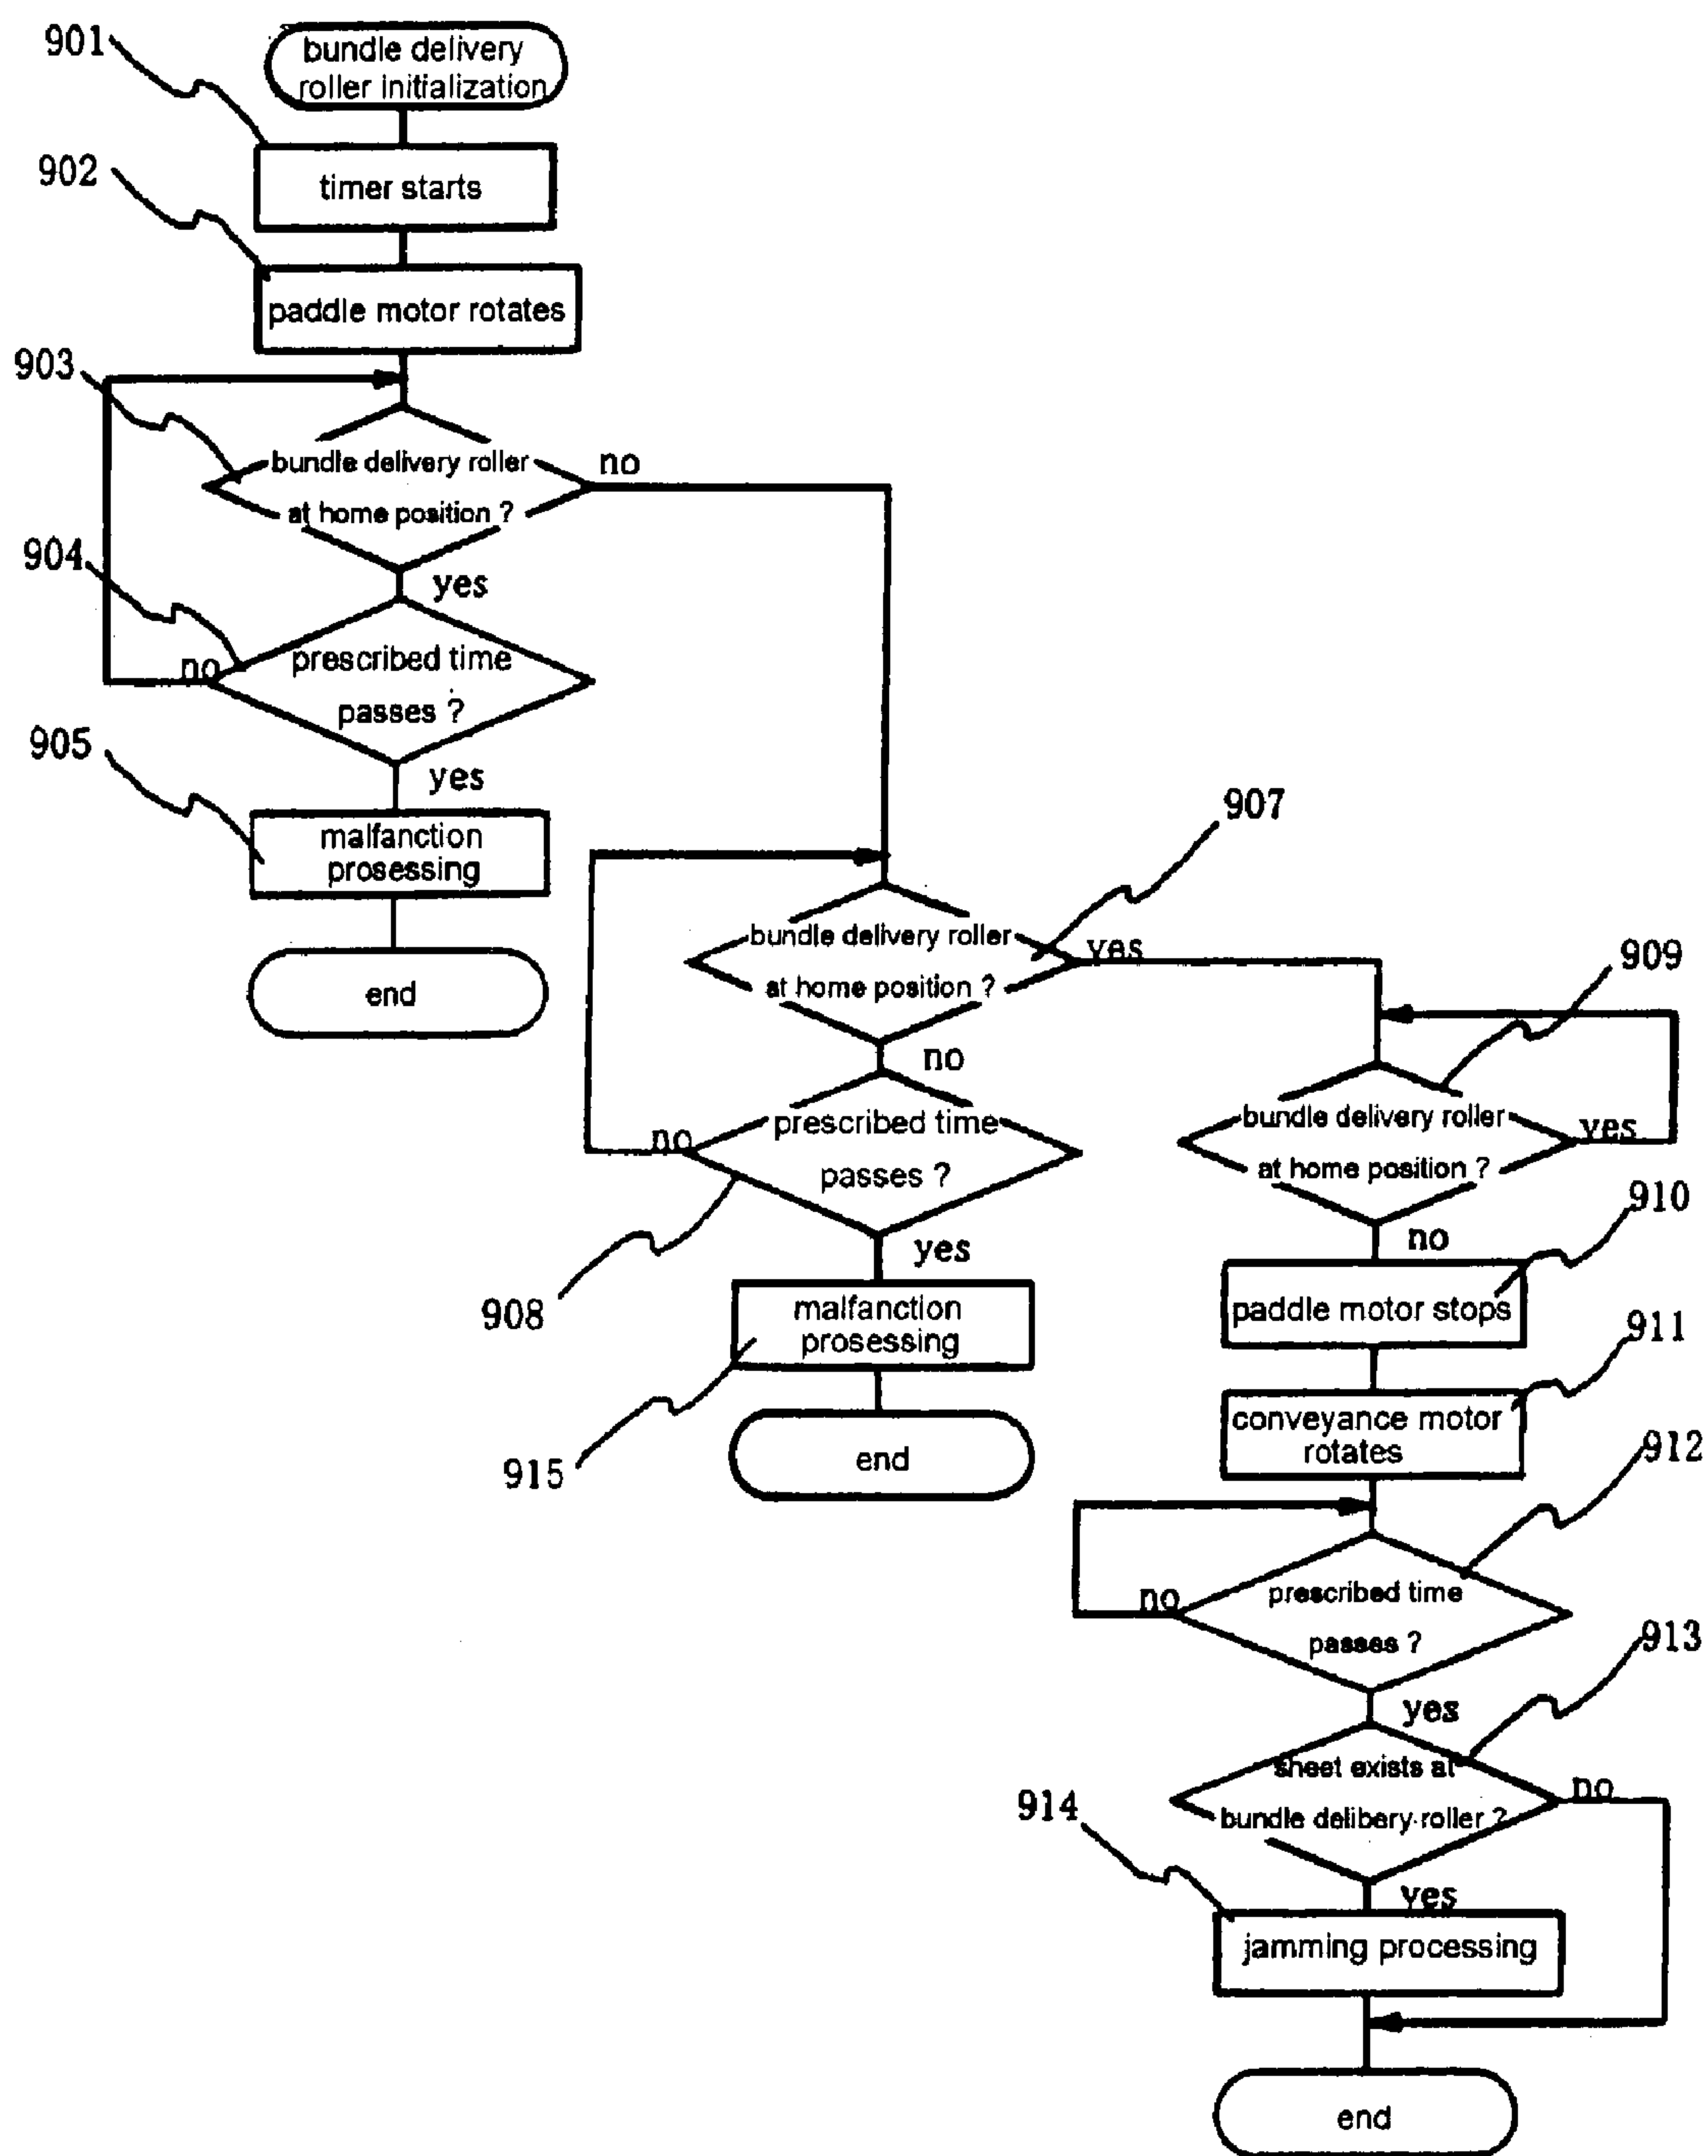 901
bundle delivery
roller initialization
902
timer starts
paddle motor rotates
903
bundle delivery roller
at home position ?
no
yes
904
prescribed time
passes ?
no
yes
905
malfanction
prosessing
end
907
bundle delivery roller
at home position ?
yes
no
908
prescribed time
passes ?
no
yes
915
malfanction
prosessing
end
909
bundle delivery roller
at home position ?
yes
no
910
paddle motor stops
911
conveyance motor
rotates
912
prescribed time
passes ?
no
yes
913
sheet exists at
bundle delibery roller ?
no
yes
914
jamming processing
end